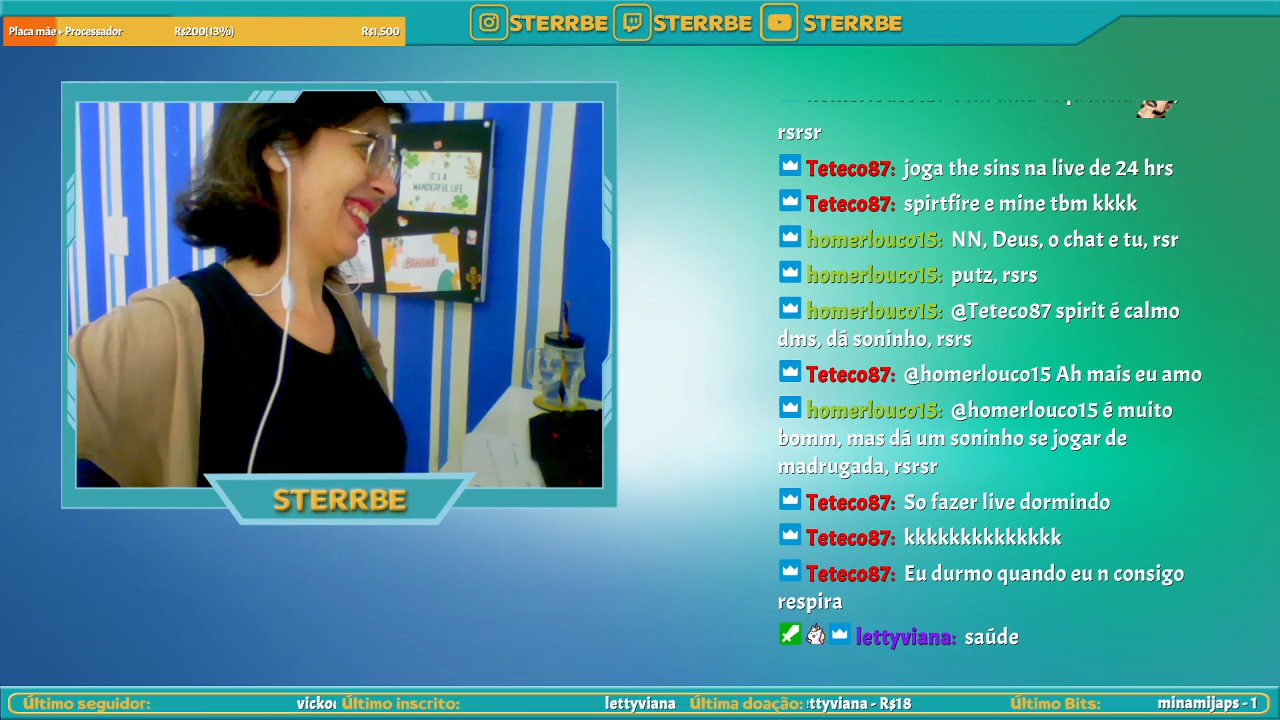 Placa mãe + Processador R$200(13%) R$1,500
STERRBE STERRBE STERRBE
IT'S A
WANDERFUL LIFE
Blessed
STERRBE
rsrsr
Teteco87: joga the sins na live de 24 hrs
Teteco87: spirtfire e mine tbm kkkk
homerlouco15: NN, Deus, o chat e tu, rsr
homerlouco15: putz, rsrs
homerlouco15: @Teteco87 spirit é calmo
dms, dá soninho, rsrs
Teteco87: @homerlouco15 Ah mais eu amo
homerlouco15: @homerlouco15 é muito
bomm, mas dá um soninho se jogar de
madrugada, rsrsr
Teteco87: So fazer live dormindo
Teteco87: kkkkkkkkkkkkkk
Teteco87: Eu durmo quando eu n consigo
respira
lettyviana: saúde
Último seguidor: vickoc Último inscrito: lettyviana Última doação: ttyviana - R$18 Último Bits: minamijaps - 1